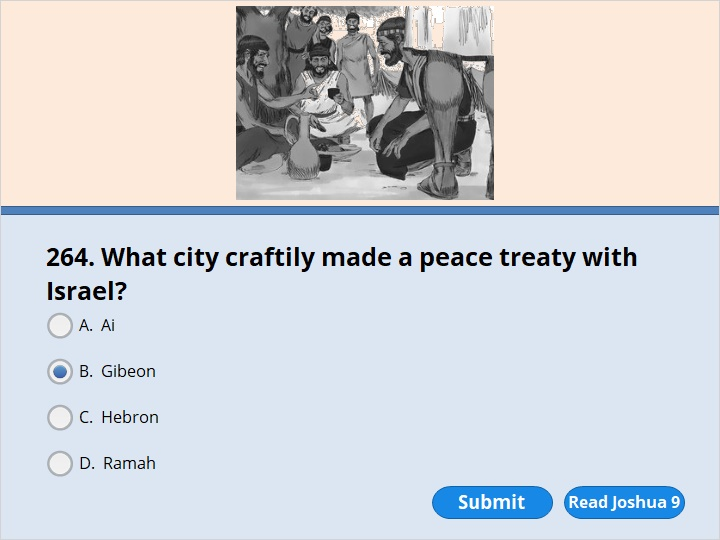 264. What city craftily made a peace treaty with
Israel?
A. Ai
B. Gibeon
C. Hebron
D. Ramah
Submit
Read Joshua 9